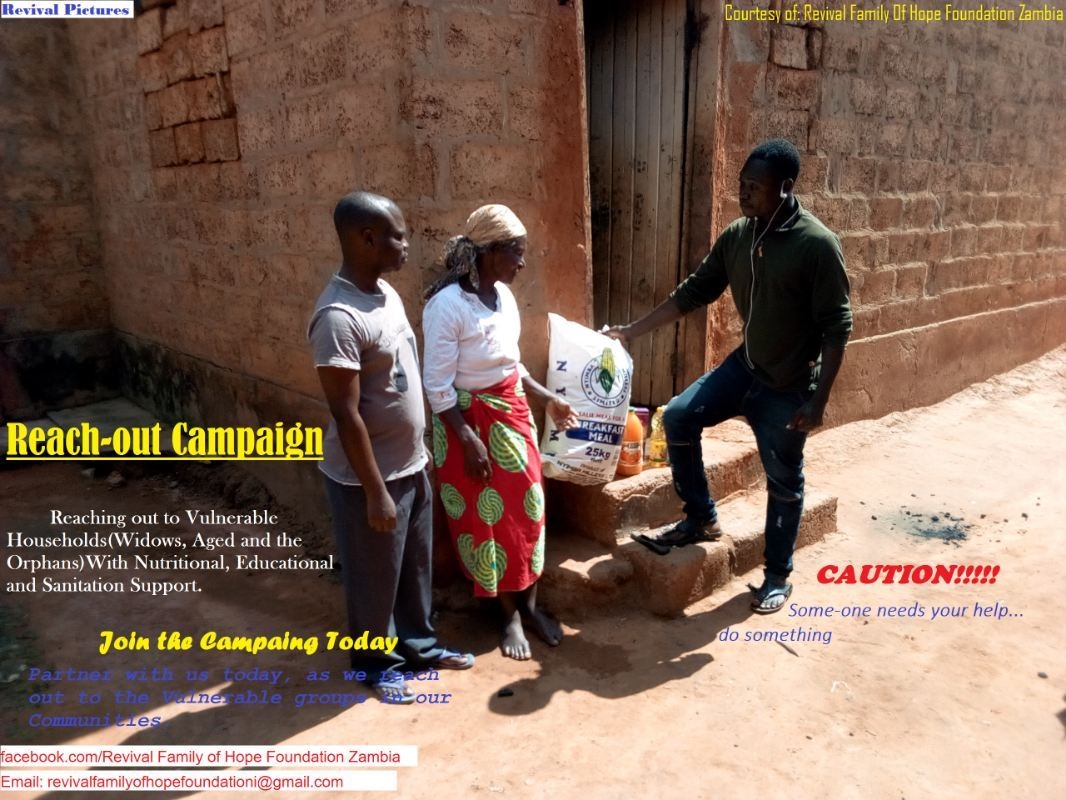 Revival Pictures
Courtesy of: Revival Family Of Hope Foundation Zambia
N Y M
BREAKFAST
MEAL
25kg
Reach-out Campaign
Reaching out to Vulnerable
Households(Widows, Aged and the
Orphans)With Nutritional, Educational
and Sanitation Support.
CAUTION!!!!!
Some-one needs your help...
do something
Join the Campaing Today
Partner with us today, as we reach
out to the Vulnerable groups in our
Communities
facebook.com/Revival Family of Hope Foundation Zambia
Email: revivalfamilyofhopefoundationi@gmail.com